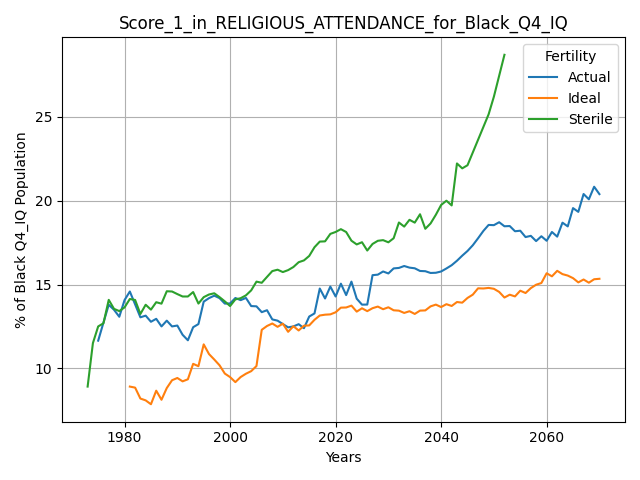 Score_1_in_RELIGIOUS_ATTENDANCE_for_Black_Q4_IQ
Fertility
Actual
Ideal
Sterile
% of Black Q4_IQ Population
25
20
15
10
1980 2000 2020 2040 2060
Years